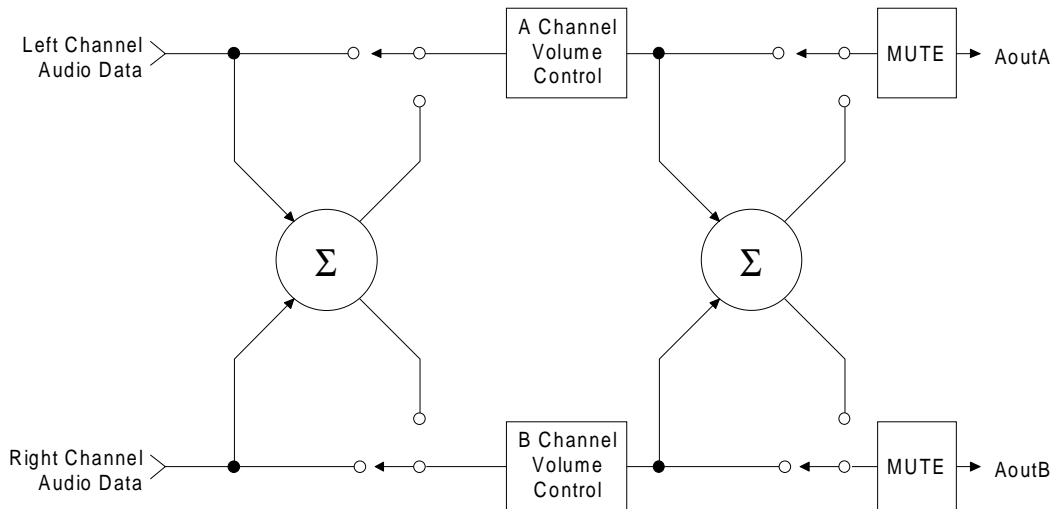 Left Channel
Audio Data
A Channel
Volume
Control
MUTE
AoutA
Σ
Σ
Right Channel
Audio Data
B Channel
Volume
Control
MUTE
AoutB